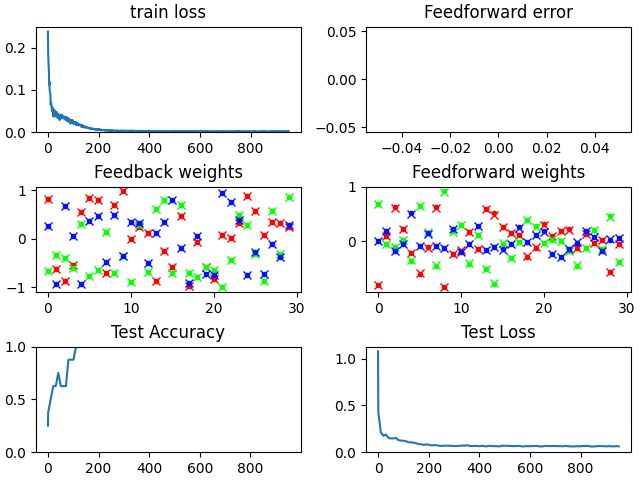 train loss
0.2
0.1
0.0
0 200 400 600 800
Feedforward error
0.05
0.00
−0.05
−0.04 −0.02 0.00 0.02 0.04
Feedback weights
1
0
−1
0 10 20 30
Feedforward weights
1
0
0 10 20 30
Test Accuracy
1.0
0.5
0.0
0 200 400 600 800
Test Loss
1.0
0.5
0.0
0 200 400 600 800